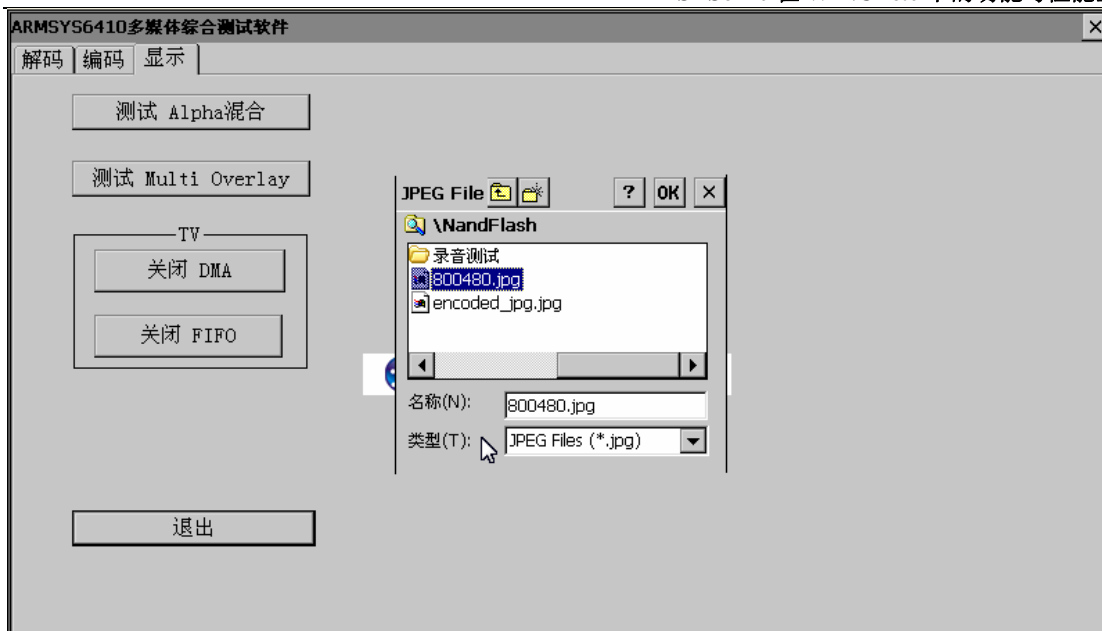 ARMSYS6410多媒体综合测试软件
解码 编码 显示
测试 Alpha混合
测试 Multi Overlay
TV
关闭 DMA
关闭 FIFO
退出
JPEG File ? OK
\NandFlash
录音测试
800480.jpg
encoded_jpg.jpg
名称(N): 800480.jpg
类型(T): JPEG Files (*.jpg)